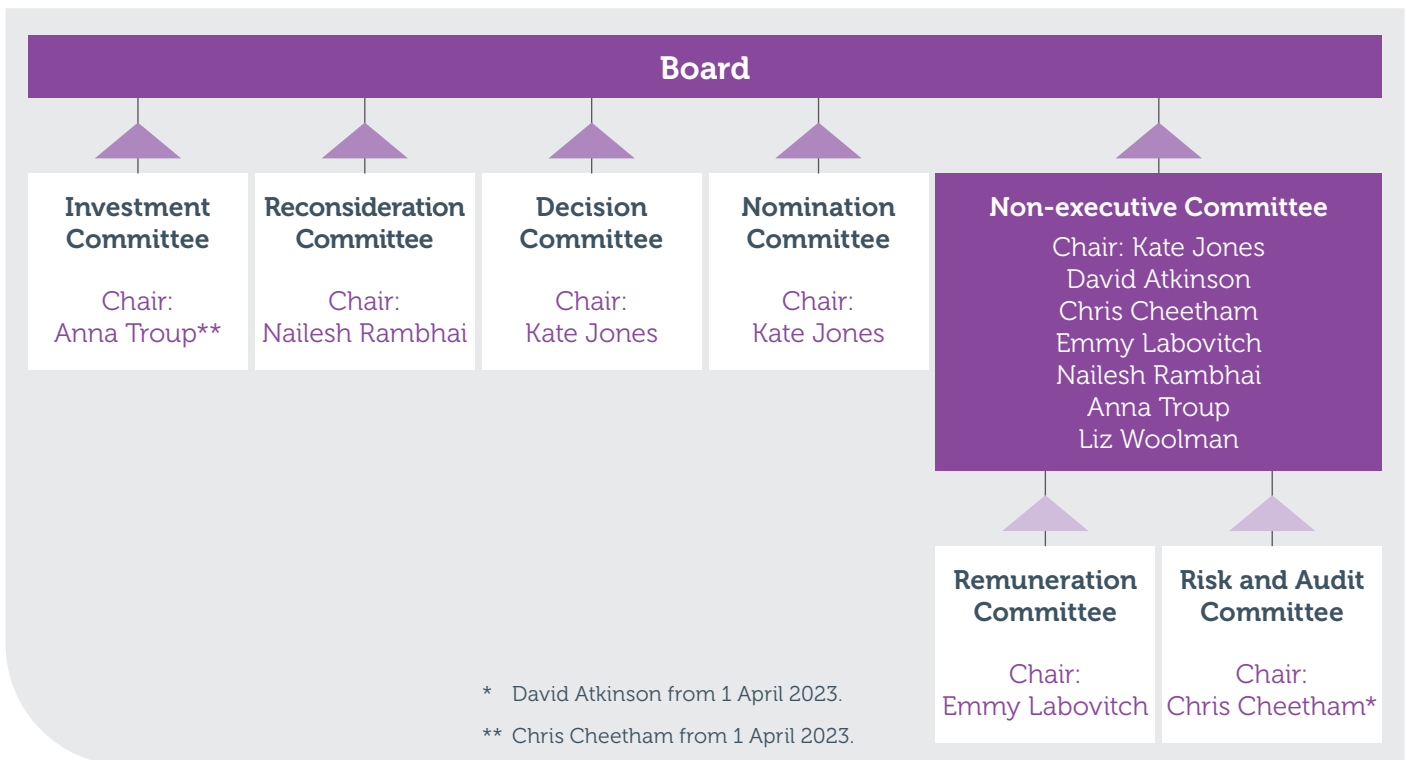 Board
Investment
Committee
Chair:
Anna Troup**
Reconsideration
Committee
Chair:
Nailesh Rambhai
Decision
Committee
Chair:
Kate Jones
Nomination
Committee
Chair:
Kate Jones
Non-executive Committee
Chair: Kate Jones
David Atkinson
Chris Cheetham
Emmy Labovitch
Nailesh Rambhai
Anna Troup
Liz Woolman
Remuneration
Committee
Chair:
Emmy Labovitch
Risk and Audit
Committee
Chair:
Chris Cheetham*
* David Atkinson from 1 April 2023.
** Chris Cheetham from 1 April 2023.